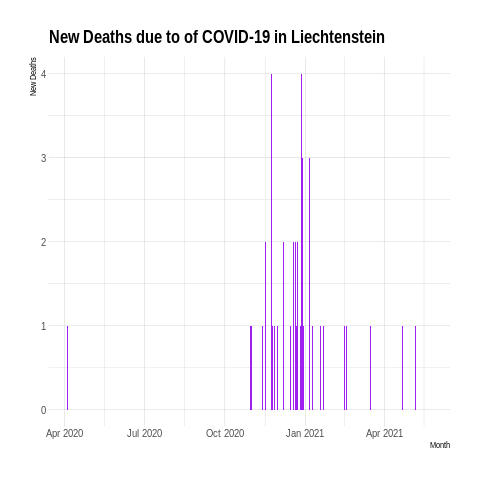 New Deaths due to of COVID-19 in Liechtenstein
New Deaths
4
3
2
1
0
Apr 2020 Jul 2020 Oct 2020 Jan 2021 Apr 2021
Month